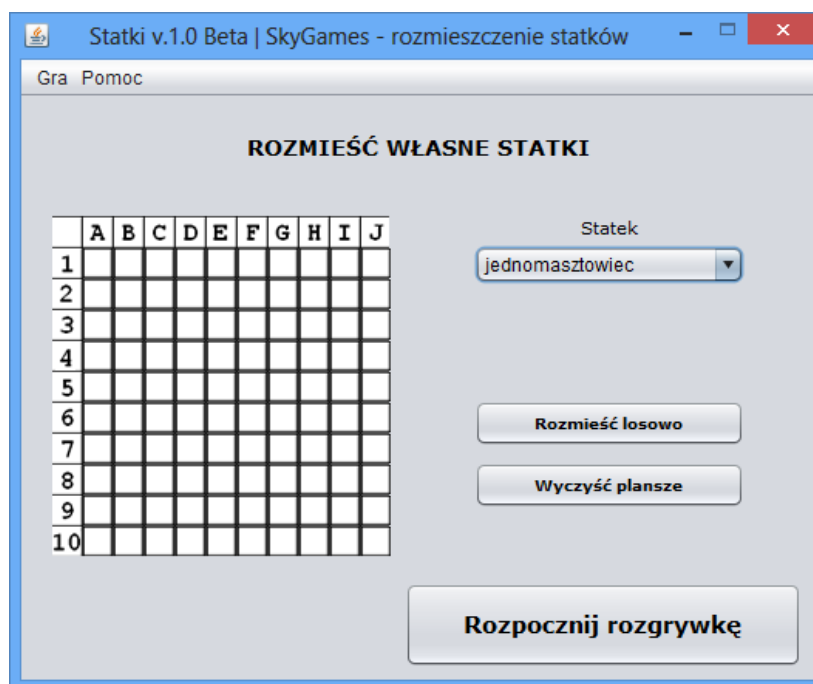 Statki v.1.0 Beta | SkyGames - rozmieszczenie statków
Gra Pomoc
ROZMIEŚĆ WŁASNE STATKI
A B C D E F G H I J
1
2
3
4
5
6
7
8
9
10
Statek
jednomasztowiec
Rozmieść losowo
Wyczyść plansze
Rozpocznij rozgrywkę